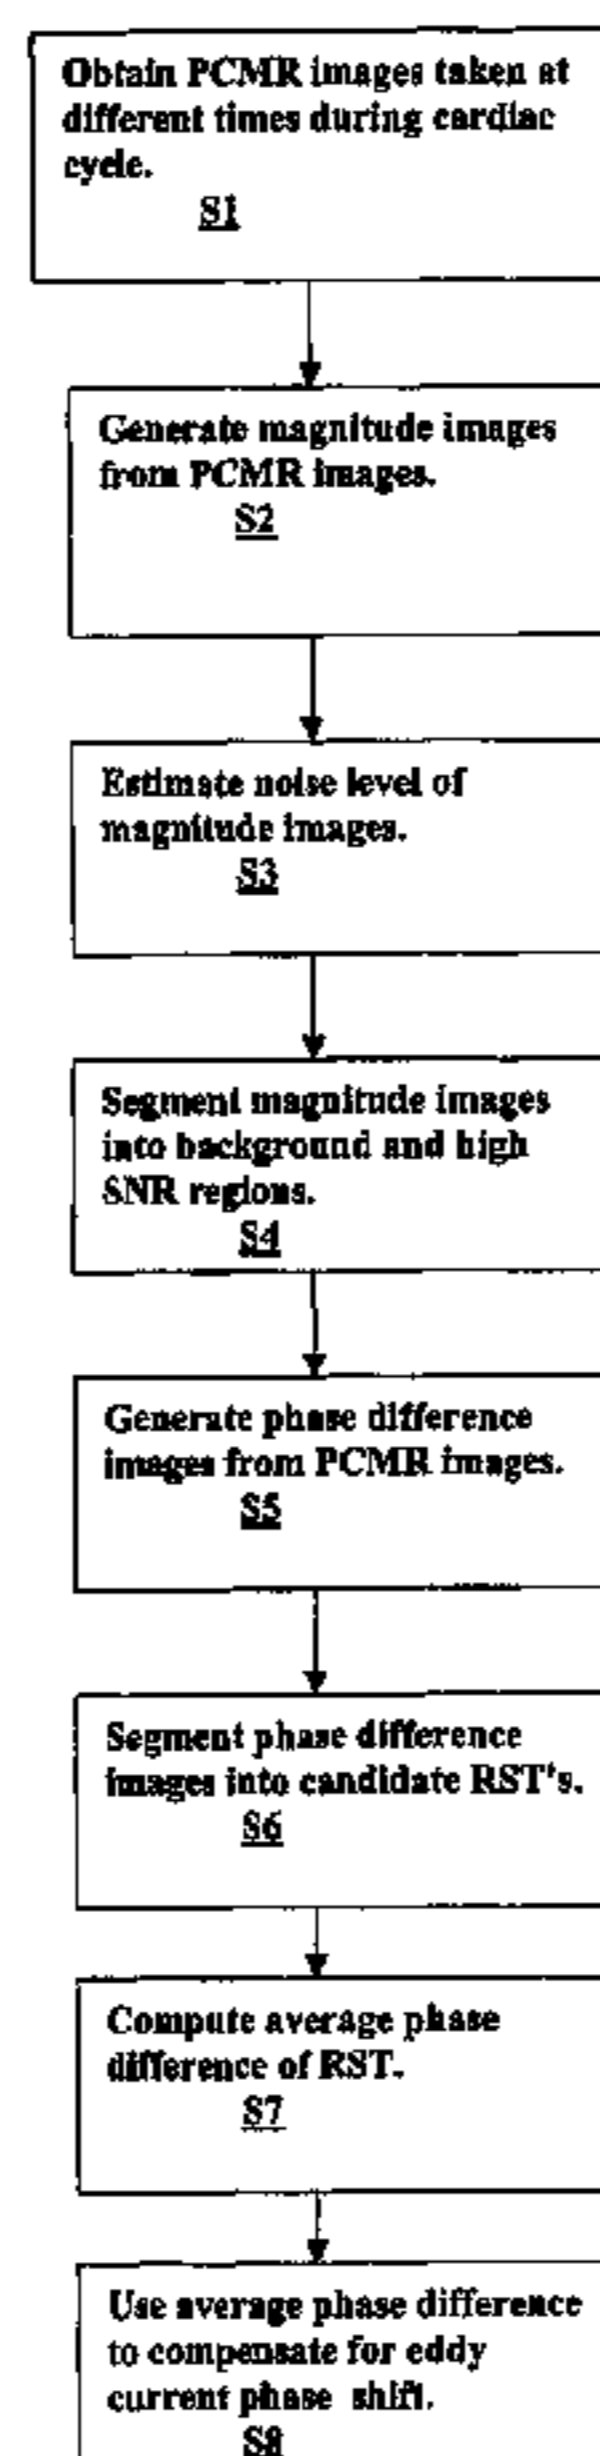 Obtain PCMR images taken at
different times during cardiac
cycle.
S1
Generate magnitude images
from PCMR images.
S2
Estimate noise level of
magnitude images.
S3
Segment magnitude images
into background and high
SNR regions.
S4
Generate phase difference
images from PCMR images.
S5
Segment phase difference
images into candidate RST's.
S6
Compute average phase
difference of RST.
S7
Use average phase difference
to compensate for eddy
current phase shift.
S8